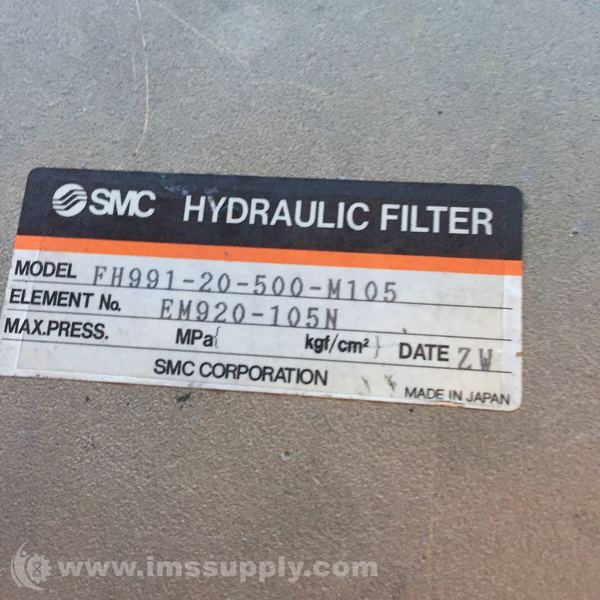 SMC HYDRAULIC FILTER
MODEL FH991-20-500-M105
ELEMENT No. EM920-105N
MAX.PRESS. MPa{ kgf/cm²} DATE ZW
SMC CORPORATION
MADE IN JAPAN
www.imssupply.com